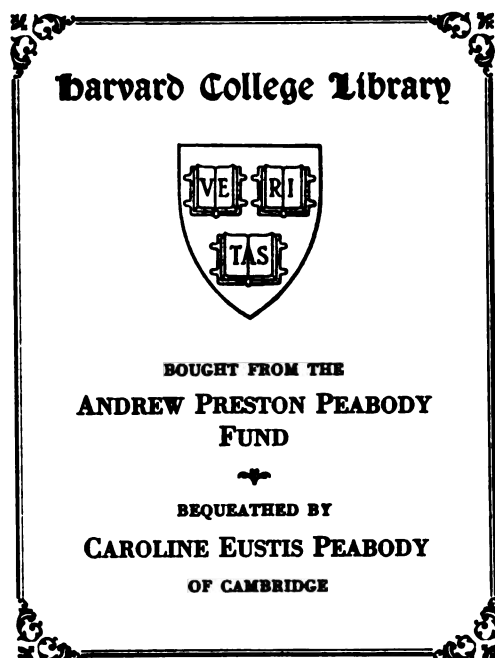 Harvard College Library
VE RI
TAS
BOUGHT FROM THE
ANDREW PRESTON PEABODY
FUND
BEQUEATHED BY
CAROLINE EUSTIS PEABODY
OF CAMBRIDGE